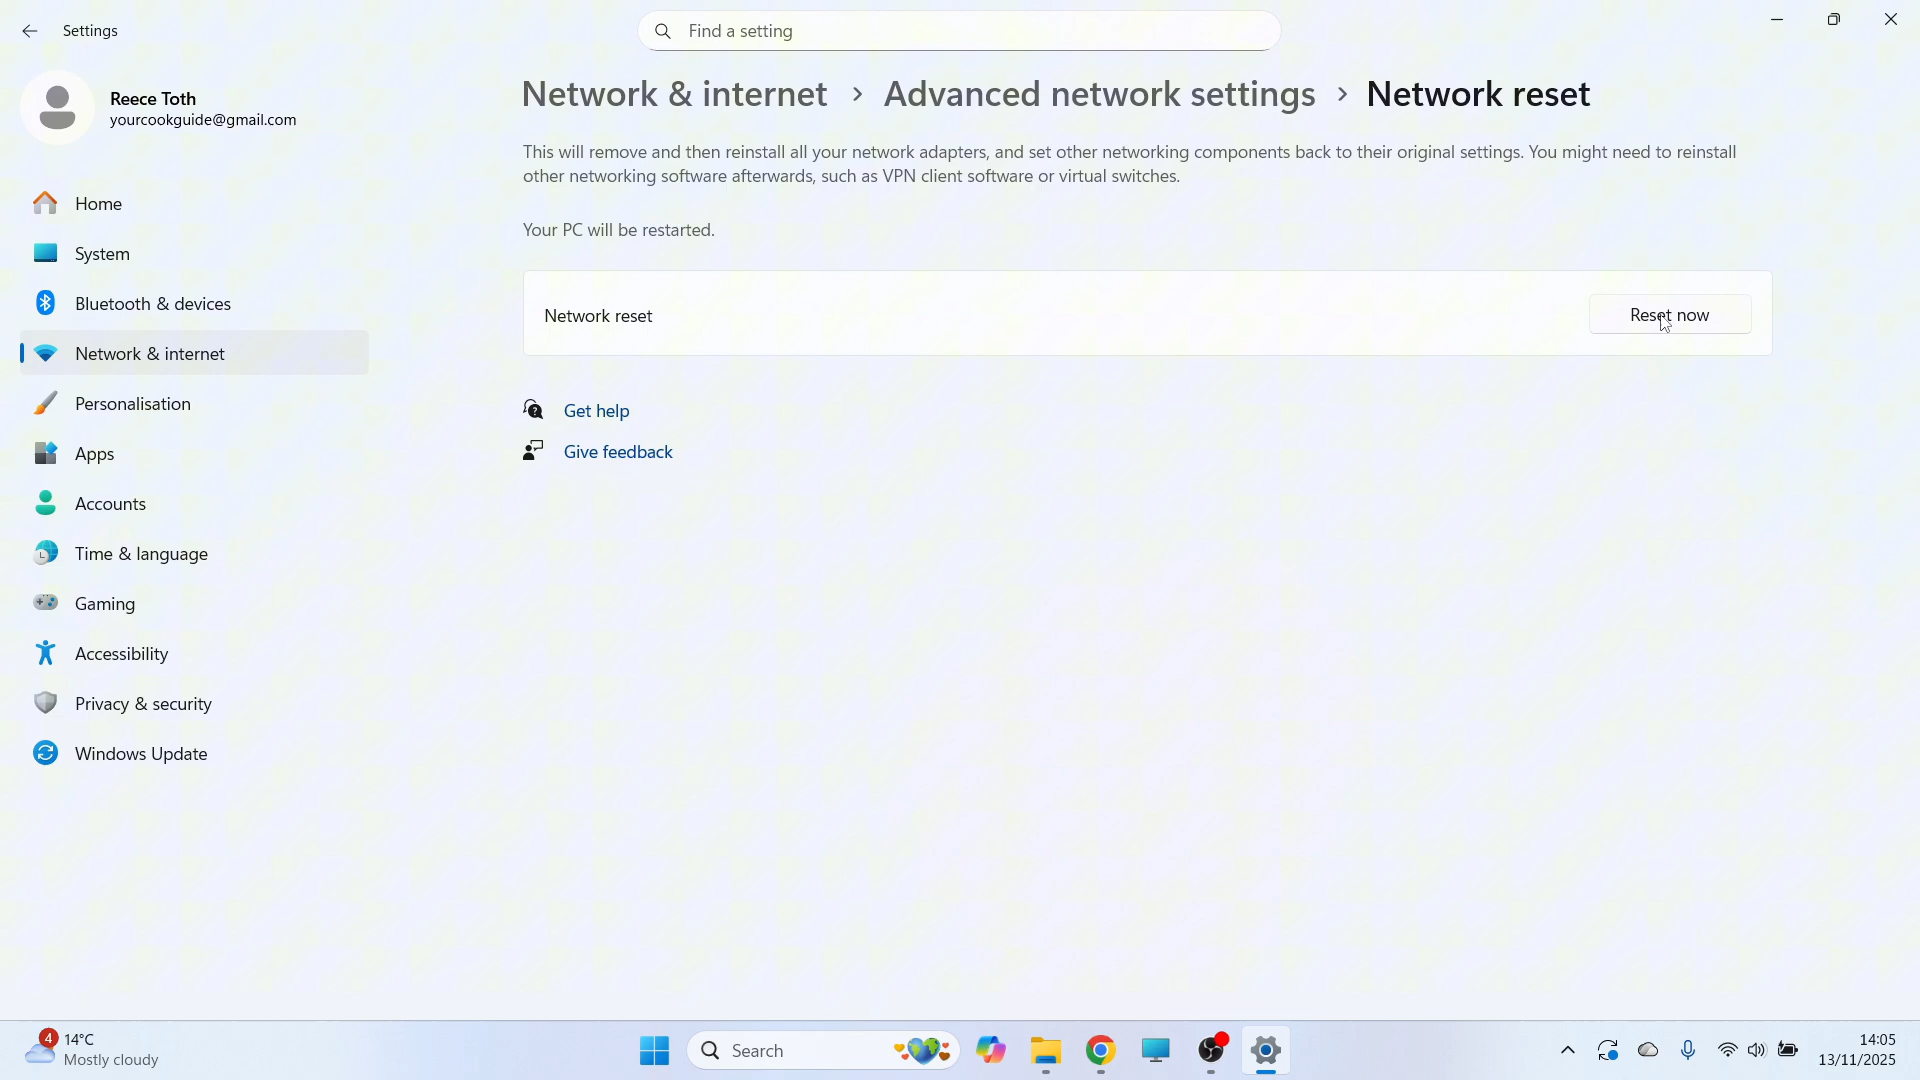 Settings
Find a setting
Reece Toth
yourcookguide@gmail.com
Home
System
Bluetooth & devices
Network & internet
Personalisation
Apps
Accounts
Time & language
Gaming
Accessibility
Privacy & security
Windows Update
Network & internet > Advanced network settings > Network reset
This will remove and then reinstall all your network adapters, and set other networking components back to their original settings. You might need to reinstall
other networking software afterwards, such as VPN client software or virtual switches.
Your PC will be restarted.
Network reset
Reset now
Get help
Give feedback
4
14°C
Mostly cloudy
Search
14:05
13/11/2025